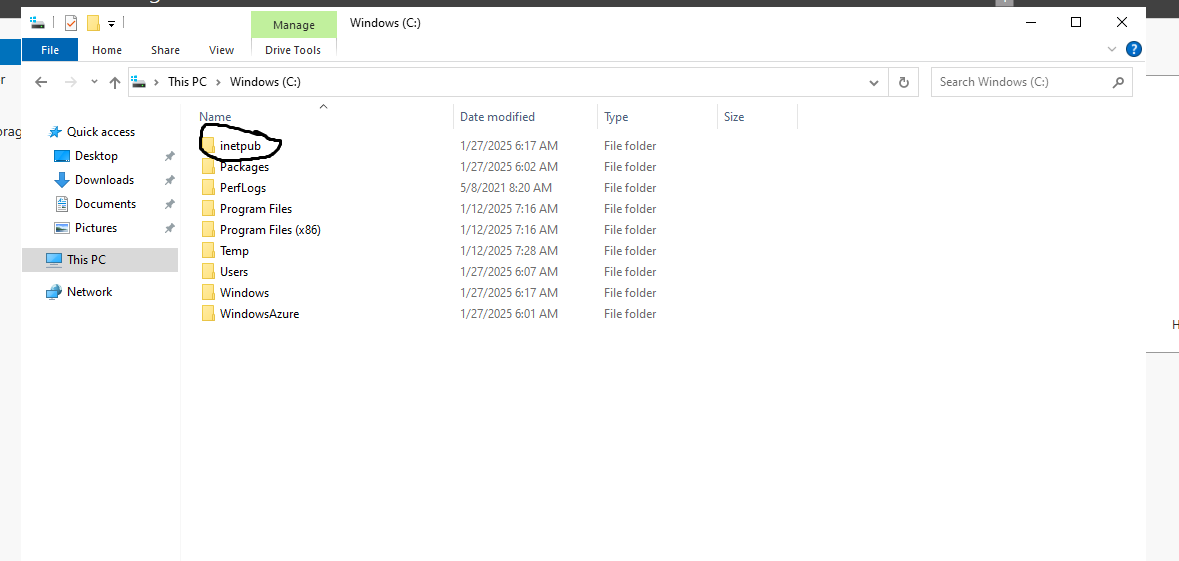 Manage
Windows (C:)
File
Home
Share
View
Drive Tools
?
This PC
Windows (C:)
Search Windows (C:)
Name
Date modified
Type
Size
Quick access
Desktop
Downloads
Documents
Pictures
This PC
Network
inetpub 1/27/2025 6:17 AM File folder
Packages 1/27/2025 6:02 AM File folder
PerfLogs 5/8/2021 8:20 AM File folder
Program Files 1/12/2025 7:16 AM File folder
Program Files (x86) 1/12/2025 7:16 AM File folder
Temp 1/12/2025 7:28 AM File folder
Users 1/27/2025 6:07 AM File folder
Windows 1/27/2025 6:17 AM File folder
WindowsAzure 1/27/2025 6:01 AM File folder